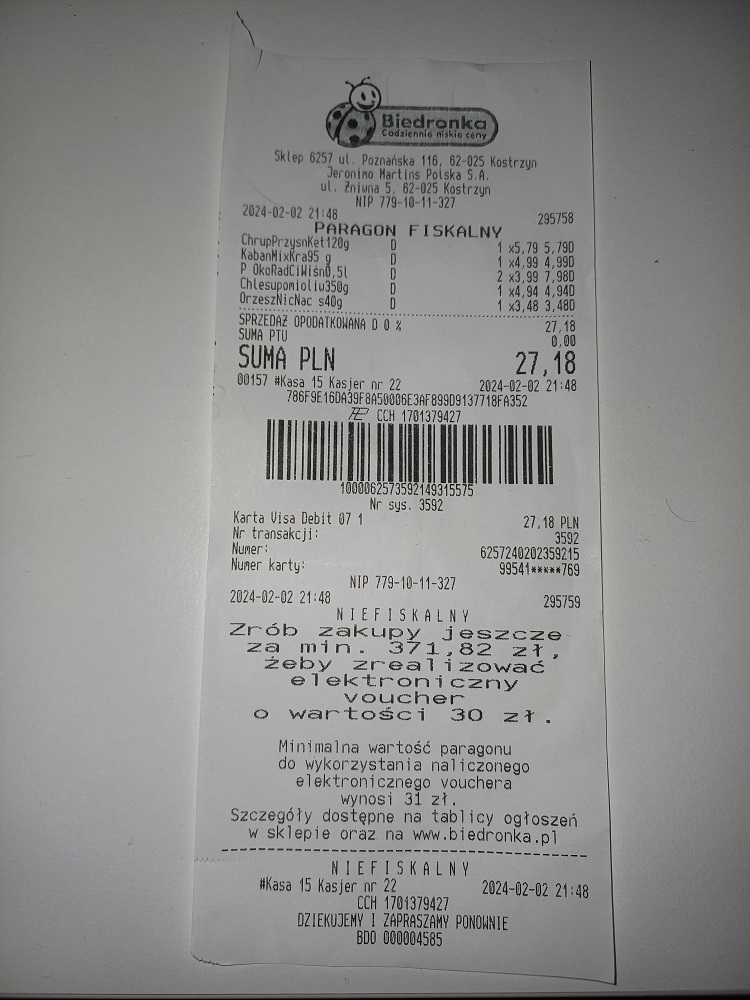 Biedronka
Codziennie niskie ceny
Sklep 6257 ul. Poznańska 116, 62-025 Kostrzyn
Jeronimo Martins Polska S.A.
ul. Żniwna 5, 62-025 Kostrzyn
NIP 779-10-11-327
2024-02-02 21:48 295758
PARAGON FISKALNY
ChrupPrzysnKet120g D 1 x5,79 5,79D
KabanMixKra95 g D 1 x4,99 4,99D
P OkoRadCiWiśn0,5l D 2 x3,99 7,98D
Chlesupomioliu350g D 1 x4,94 4,94D
OrzeszNicNac s40g D 1 x3,48 3,48D
SPRZEDAŻ OPODATKOWANA D 0 % 27,18
SUMA PTU 0,00
SUMA PLN 27,18
00157 #Kasa 15 Kasjer nr 22 2024-02-02 21:48
786F9E16DA39F8A50006E3AF899D9137718FA352
CCH 1701379427
1000062573592149315575
Nr sys. 3592
Karta Visa Debit 07 1 27,18 PLN
Nr transakcji: 3592
Numer: 6257240202359215
Numer karty: 99541*****769
NIP 779-10-11-327
2024-02-02 21:48 295759
NIEFISKALNY
Zrób zakupy jeszcze
za min. 371,82 zł,
żeby zrealizować
elektroniczny
voucher
o wartości 30 zł.
Minimalna wartość paragonu
do wykorzystania naliczonego
elektronicznego vouchera
wynosi 31 zł.
Szczegóły dostępne na tablicy ogłoszeń
w sklepie oraz na www.biedronka.pl
NIEFISKALNY
#Kasa 15 Kasjer nr 22 2024-02-02 21:48
CCH 1701379427
DZIEKUJEMY I ZAPRASZAMY PONOWNIE
BDO 000004585